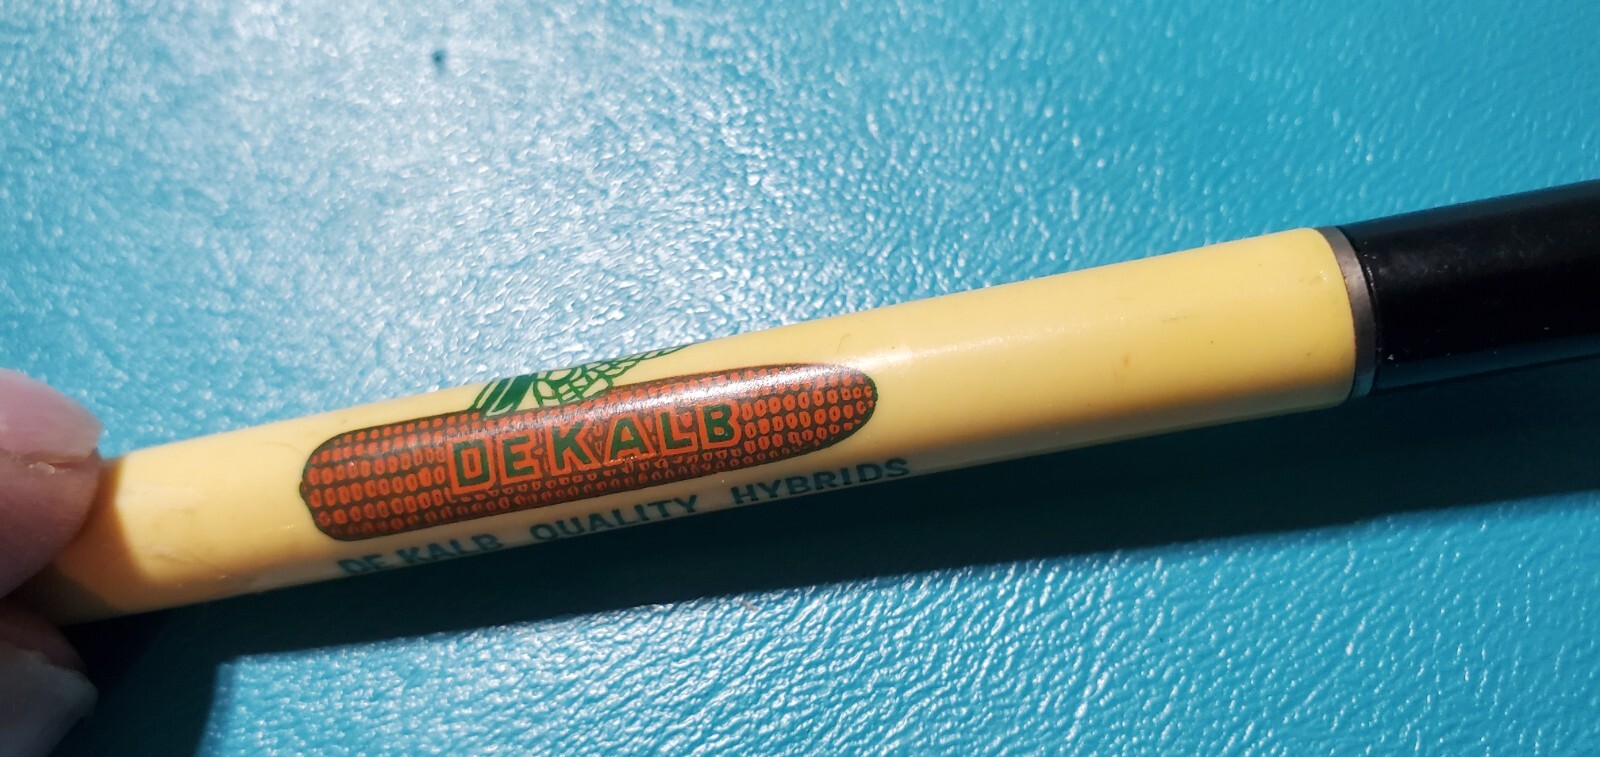 DEKALB
DE KALB QUALITY HYBRIDS